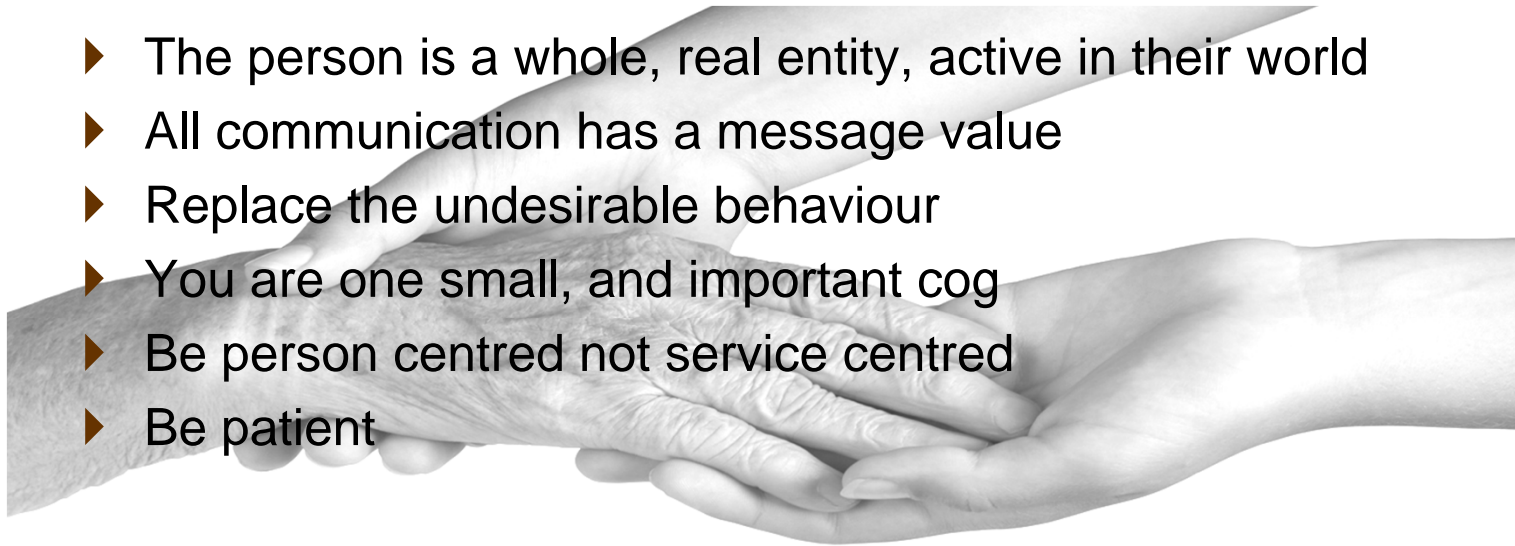 The person is a whole, real entity, active in their world
All communication has a message value
Replace the undesirable behaviour
You are one small, and important cog
Be person centred not service centred
Be patient